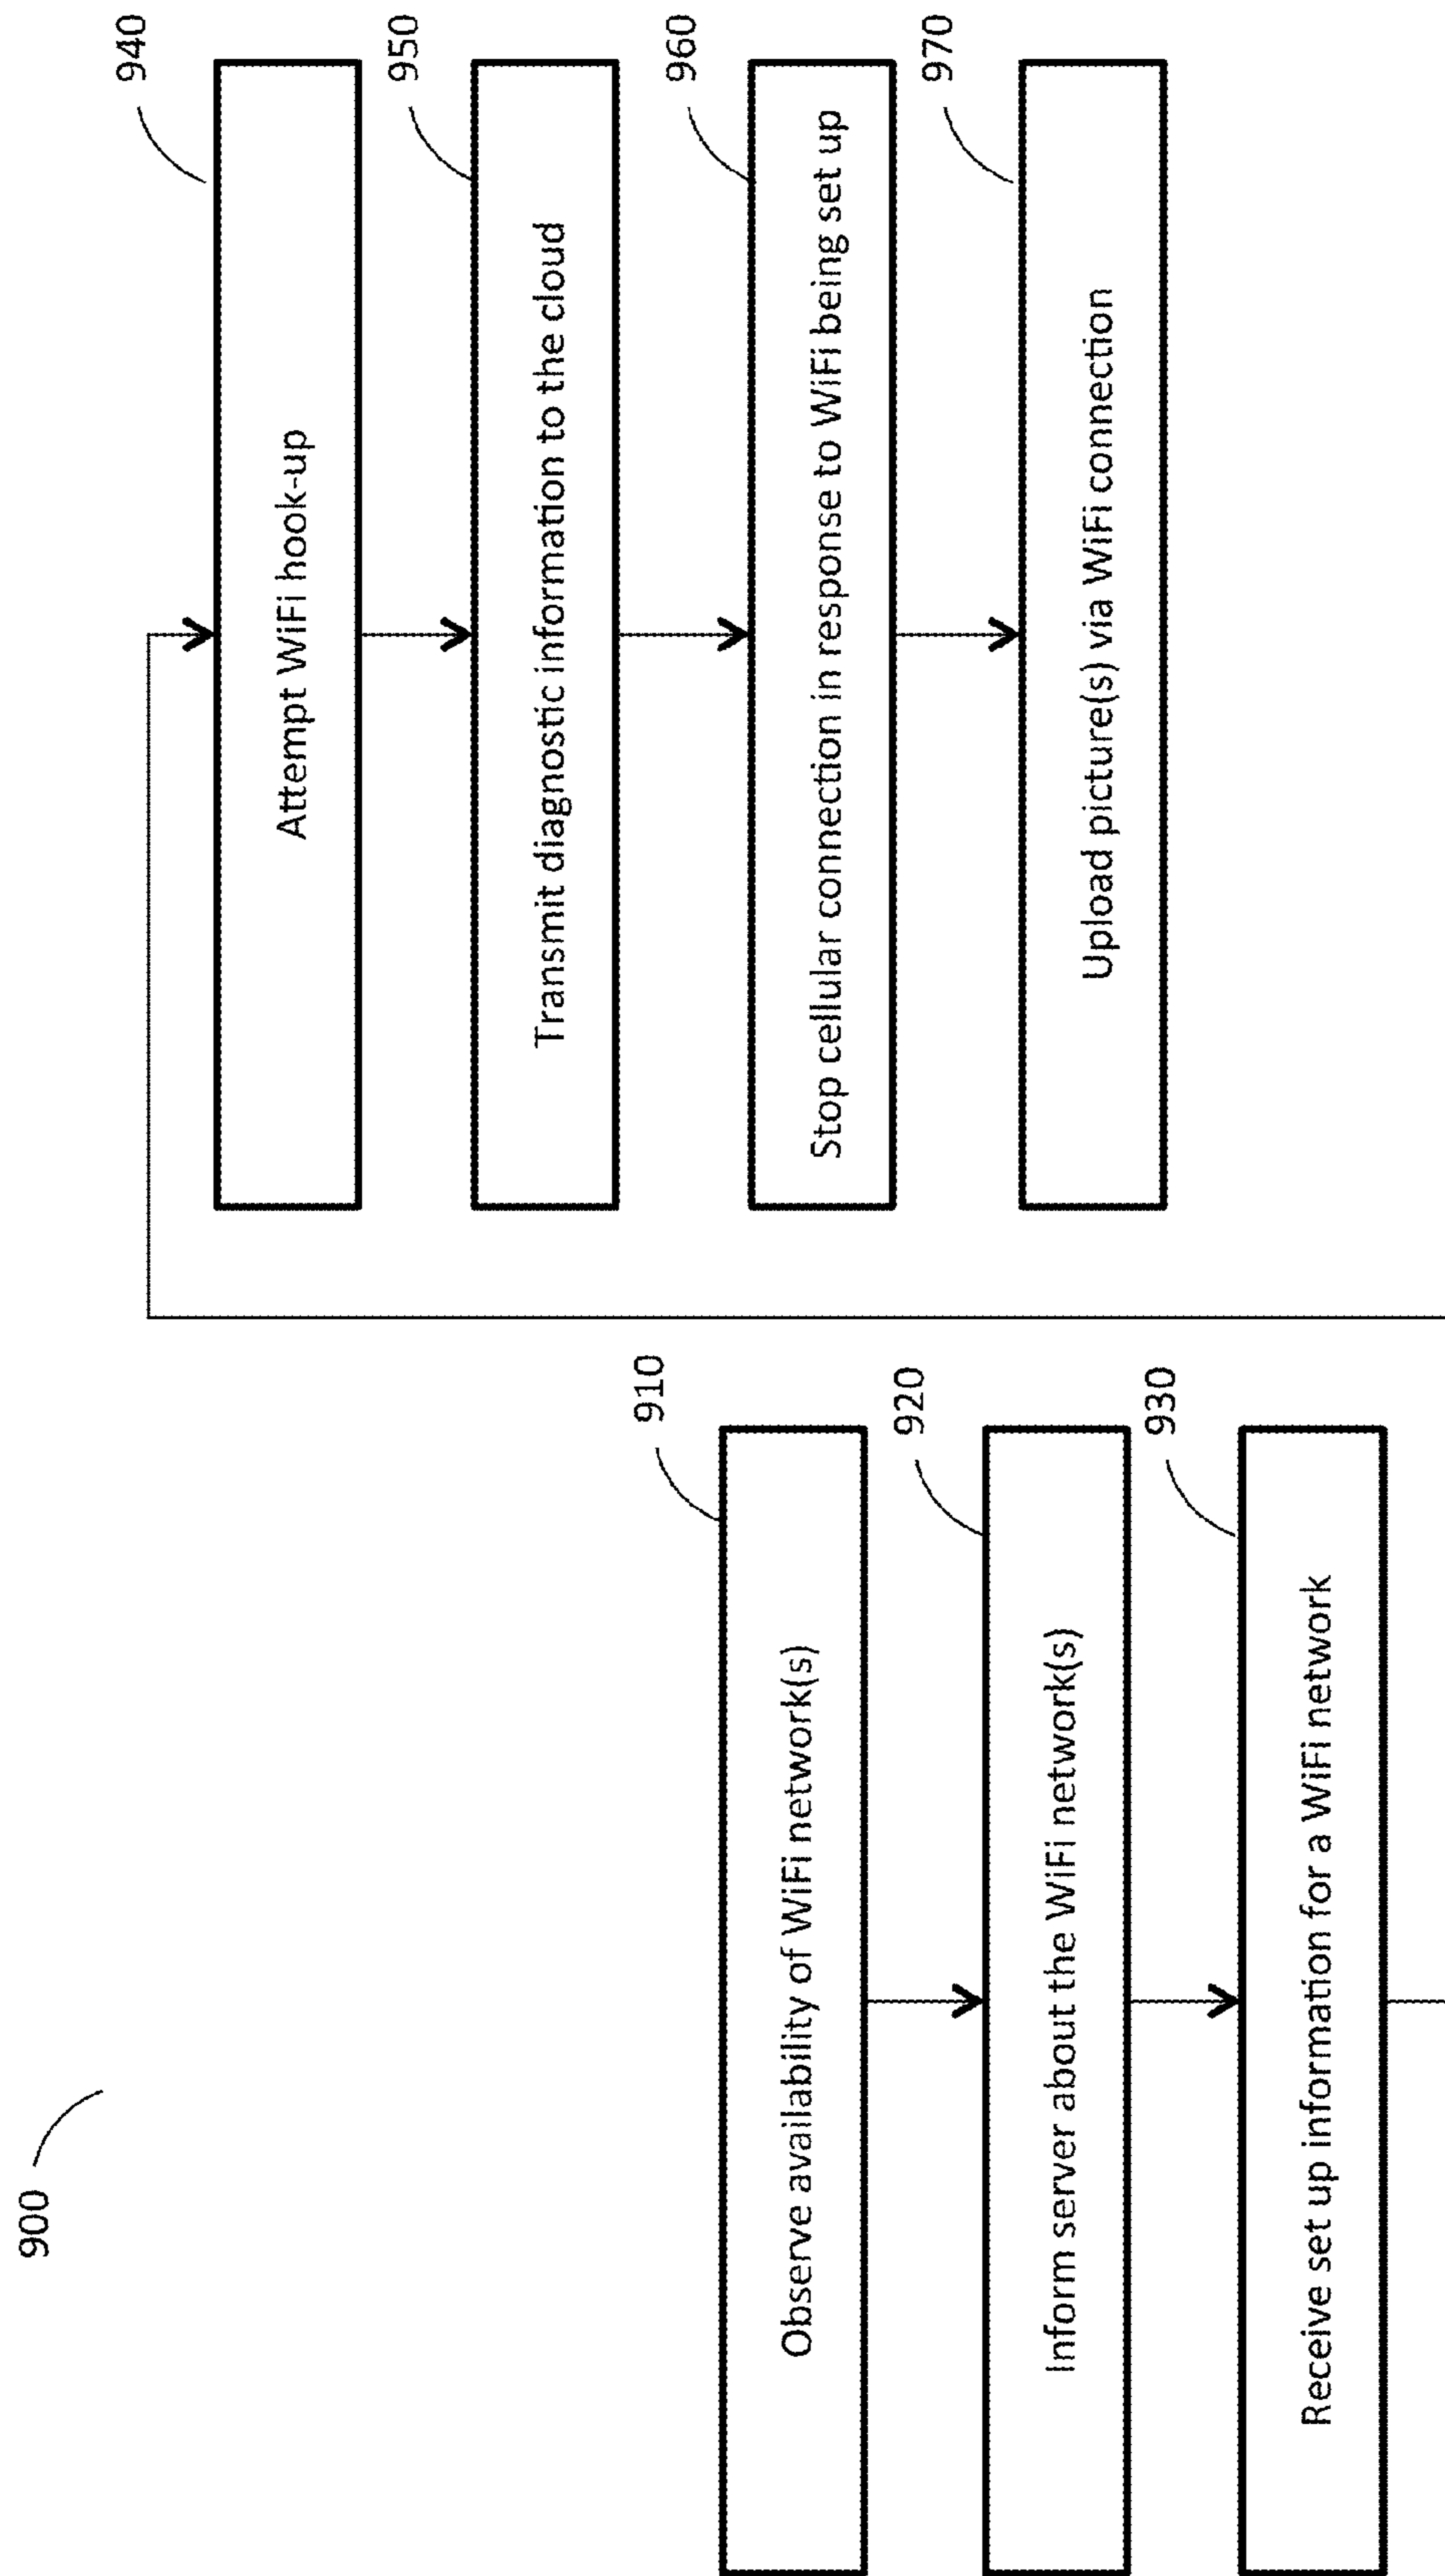 900
910
Observe availability of WiFi network(s)
920
Inform server about the WiFi network(s)
930
Receive set up information for a WiFi network
940
Attempt WiFi hook-up
950
Transmit diagnostic information to the cloud
960
Stop cellular connection in response to WiFi being set up
970
Upload picture(s) via WiFi connection